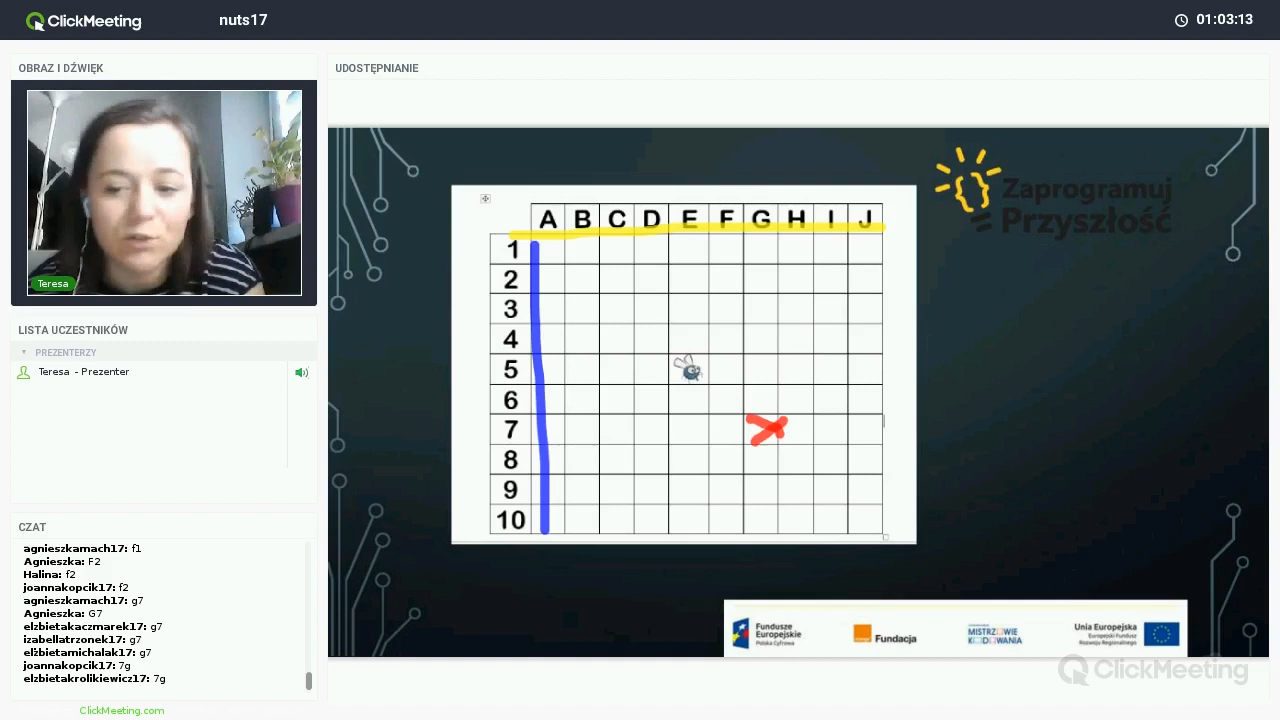 ClickMeeting
nuts17
01:03:13
OBRAZ I DŹWIĘK
Teresa
LISTA UCZESTNIKÓW
PREZENTERZY
Teresa - Prezenter
CZAT
agnieszkamach17: f1
Agnieszka: F2
Halina: f2
joannakopcik17: f2
agnieszkamach17: g7
Agnieszka: G7
elzbietakaczmarek17: g7
izabellatrzonek17: g7
elzbietamichalak17: g7
joannakopcik17: 7g
elzbietakrolikiewicz17: 7g
ClickMeeting.com
UDOSTĘPNIANIE
Zaprogramuj
Przyszłość
A B C D E F G H I J
1
2
3
4
5
6
7
8
9
10
Fundusze
Europejskie
Polska Cyfrowa
orange
Fundacja
MISTRZOWIE
KODOWANIA
Unia Europejska
Europejski Fundusz
Rozwoju Regionalnego
ClickMeeting